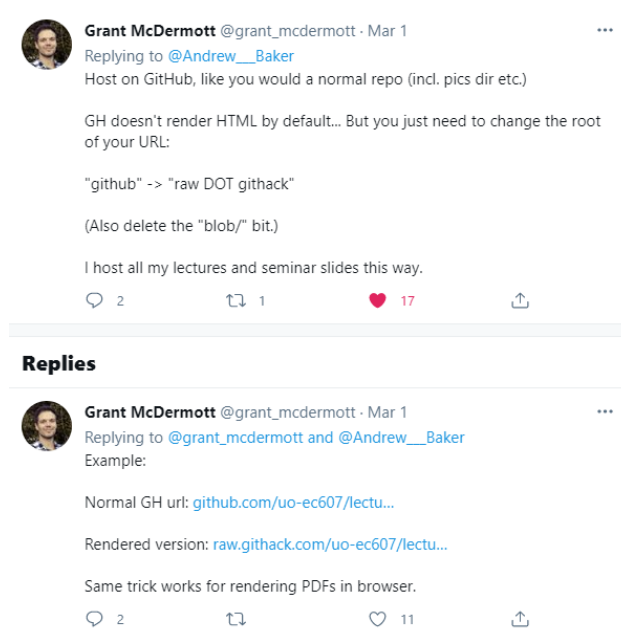 Grant McDermott @grant_mcdermott · Mar 1
Replying to @Andrew___Baker
Host on GitHub, like you would a normal repo (incl. pics dir etc.)
GH doesn't render HTML by default... But you just need to change the root
of your URL:
"github" -> "raw DOT githack"
(Also delete the "blob/" bit.)
I host all my lectures and seminar slides this way.
2 1 17
Replies
Grant McDermott @grant_mcdermott · Mar 1
Replying to @grant_mcdermott and @Andrew___Baker
Example:
Normal GH url: github.com/uo-ec607/lectu...
Rendered version: raw.githack.com/uo-ec607/lectu...
Same trick works for rendering PDFs in browser.
2 11